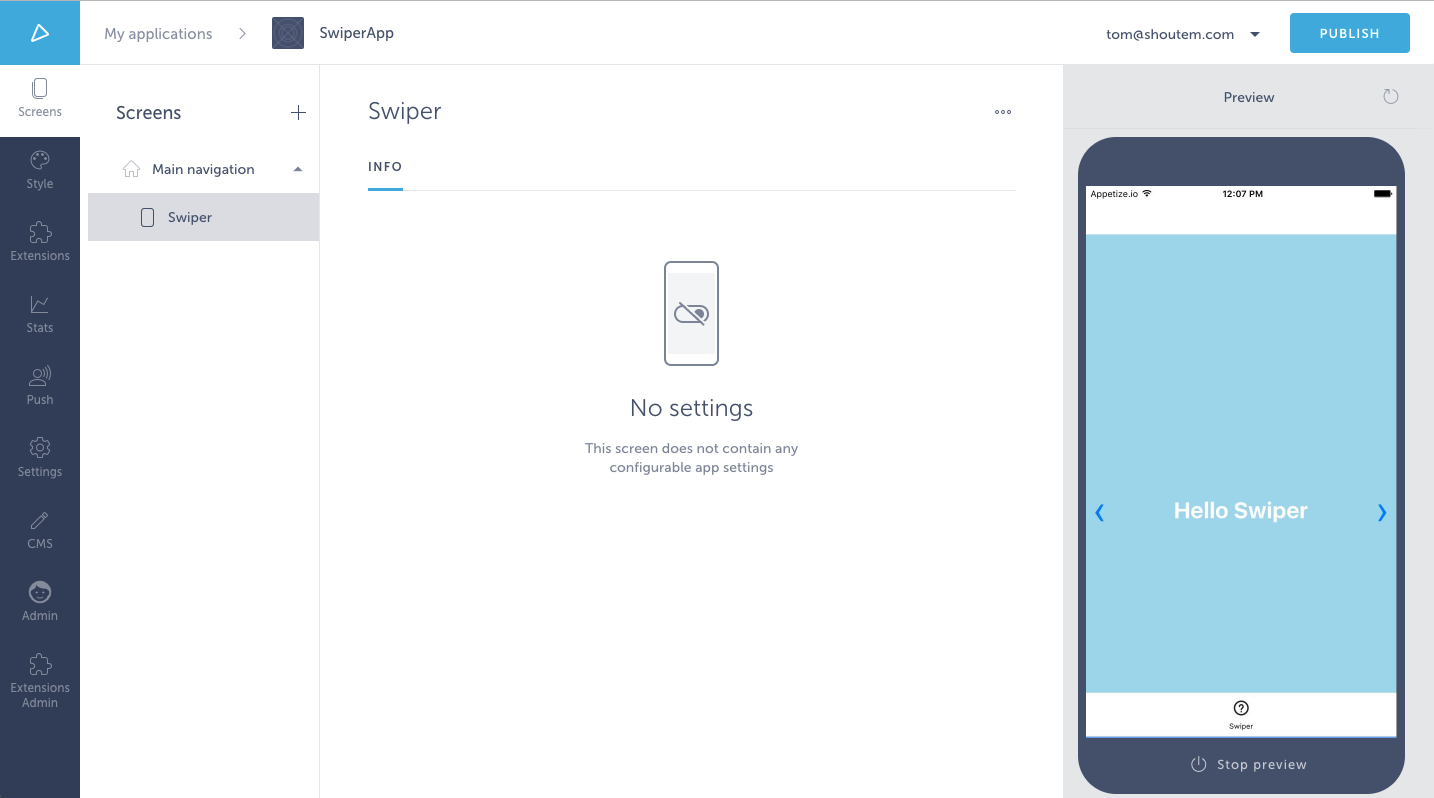 My applications
SwiperApp
tom@shoutem.com
PUBLISH
Screens
Style
Extensions
Stats
Push
Settings
CMS
Admin
Extensions
Admin
Screens
Main navigation
Swiper
Swiper
INFO
No settings
This screen does not contain any
configurable app settings
Preview
Appetize.io 12:07 PM
Hello Swiper
Swiper
Stop preview